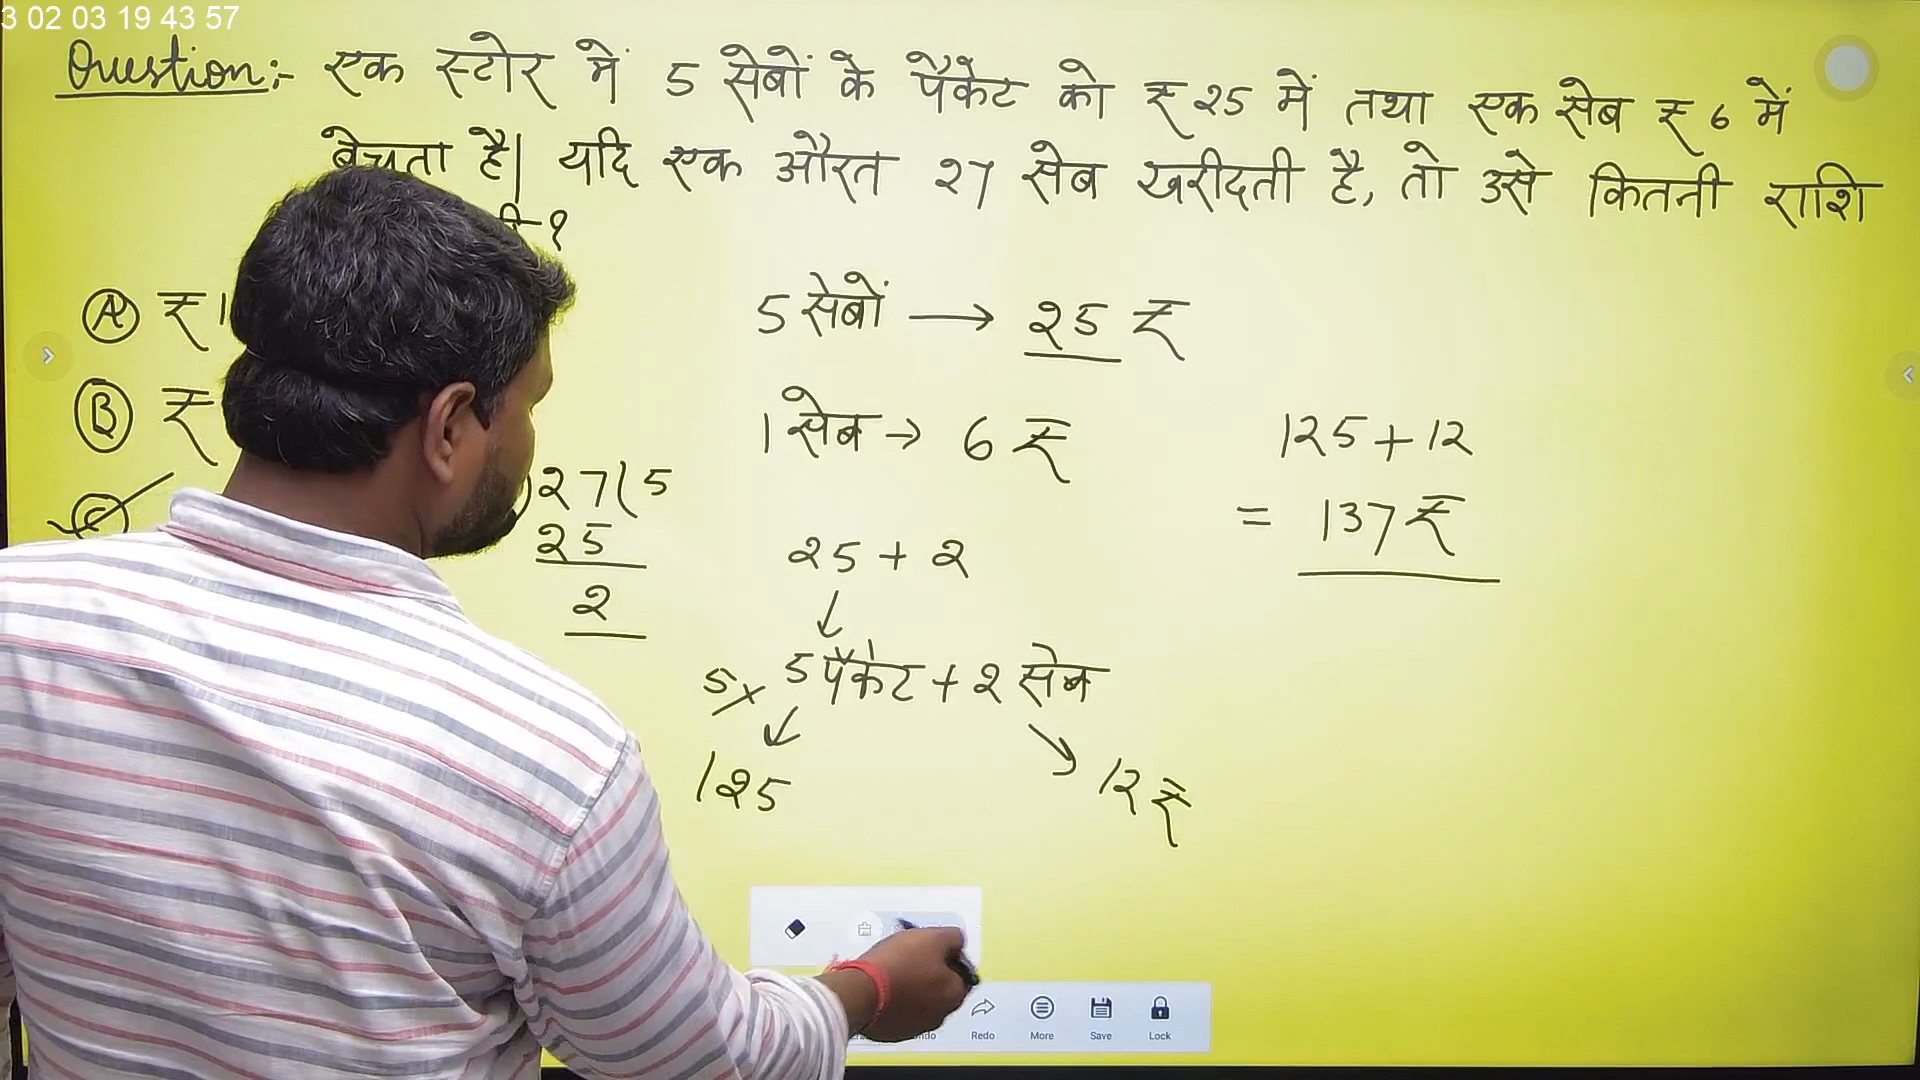 3 02 03 19 43 57
Question:- एक स्टोर में 5 सेबों के पैकेट को ₹25 में तथा एक सेब ₹6 में
बेचता है| यदि एक औरत 27 सेब खरीदती है, तो उसे कितनी राशि
5 सेबों → 25 ₹
(A) ₹1
(B) ₹
(C)
1 सेब → 6 ₹
)27(5
25
2
25 + 2
↓
5x 5 पैकेट + 2 सेब
125
12₹
125+12
= 137₹
Redo
More
Save
Lock